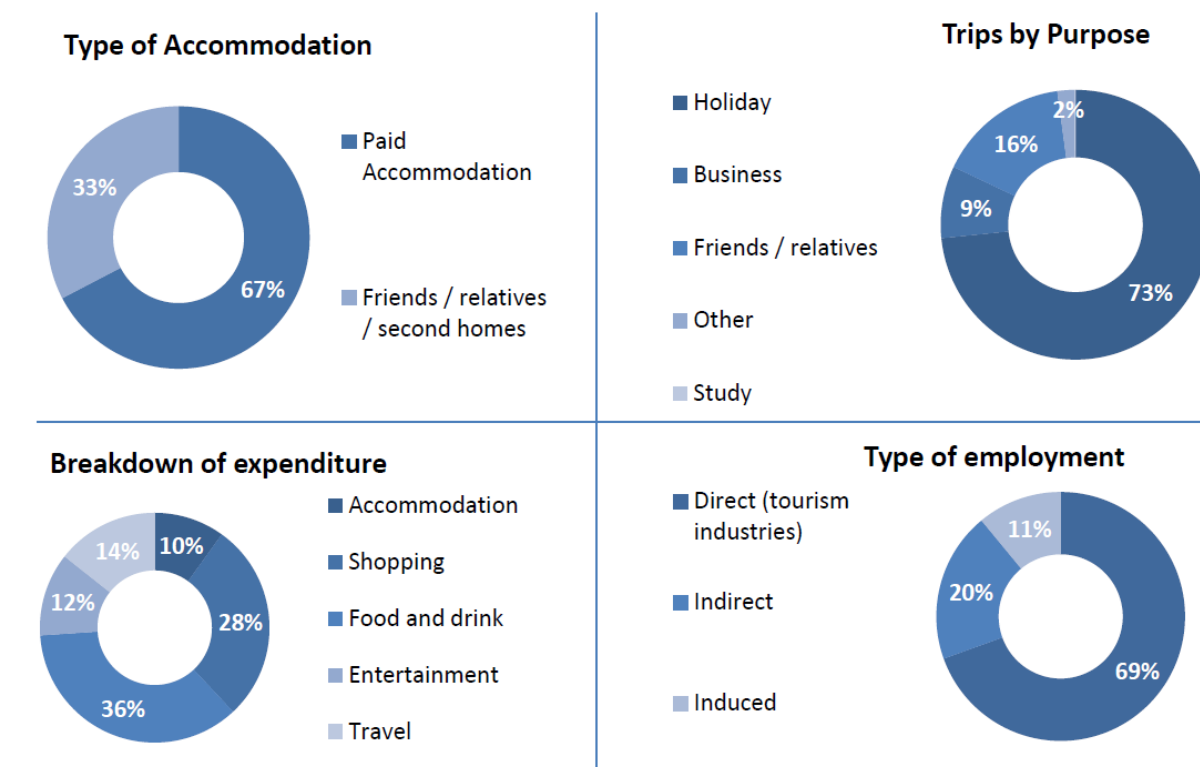 Type of Accommodation
33%
67%
Paid
Accommodation
Friends / relatives
/ second homes
Trips by Purpose
Holiday
Business
Friends / relatives
Other
Study
2%
16%
9%
73%
Breakdown of expenditure
14%
10%
12%
28%
36%
Accommodation
Shopping
Food and drink
Entertainment
Travel
Type of employment
Direct (tourism
industries)
Indirect
Induced
11%
20%
69%